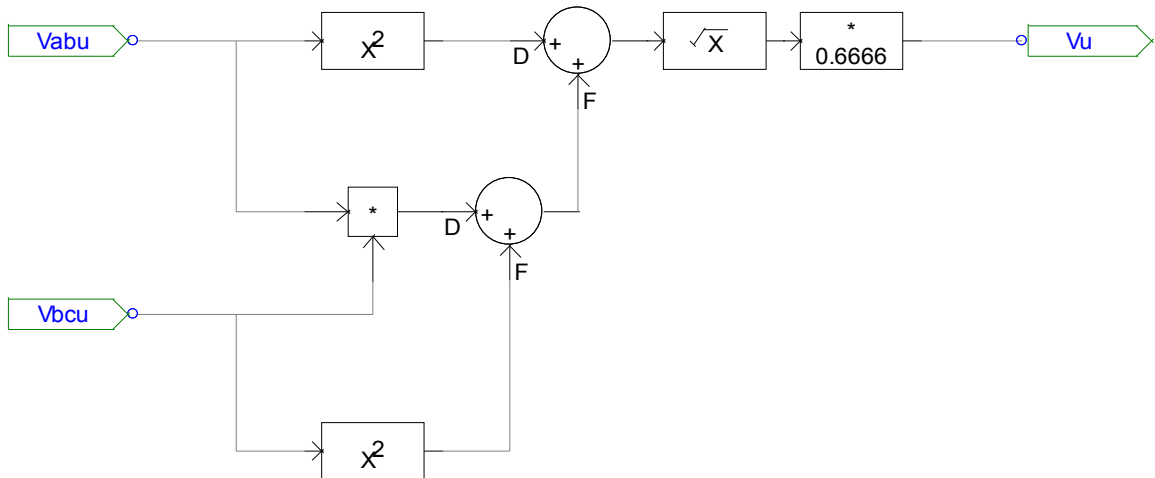 Vabu
X²
D
+
+
F
√X
*
0.6666
Vu
*
D
+
+
F
Vbcu
X²